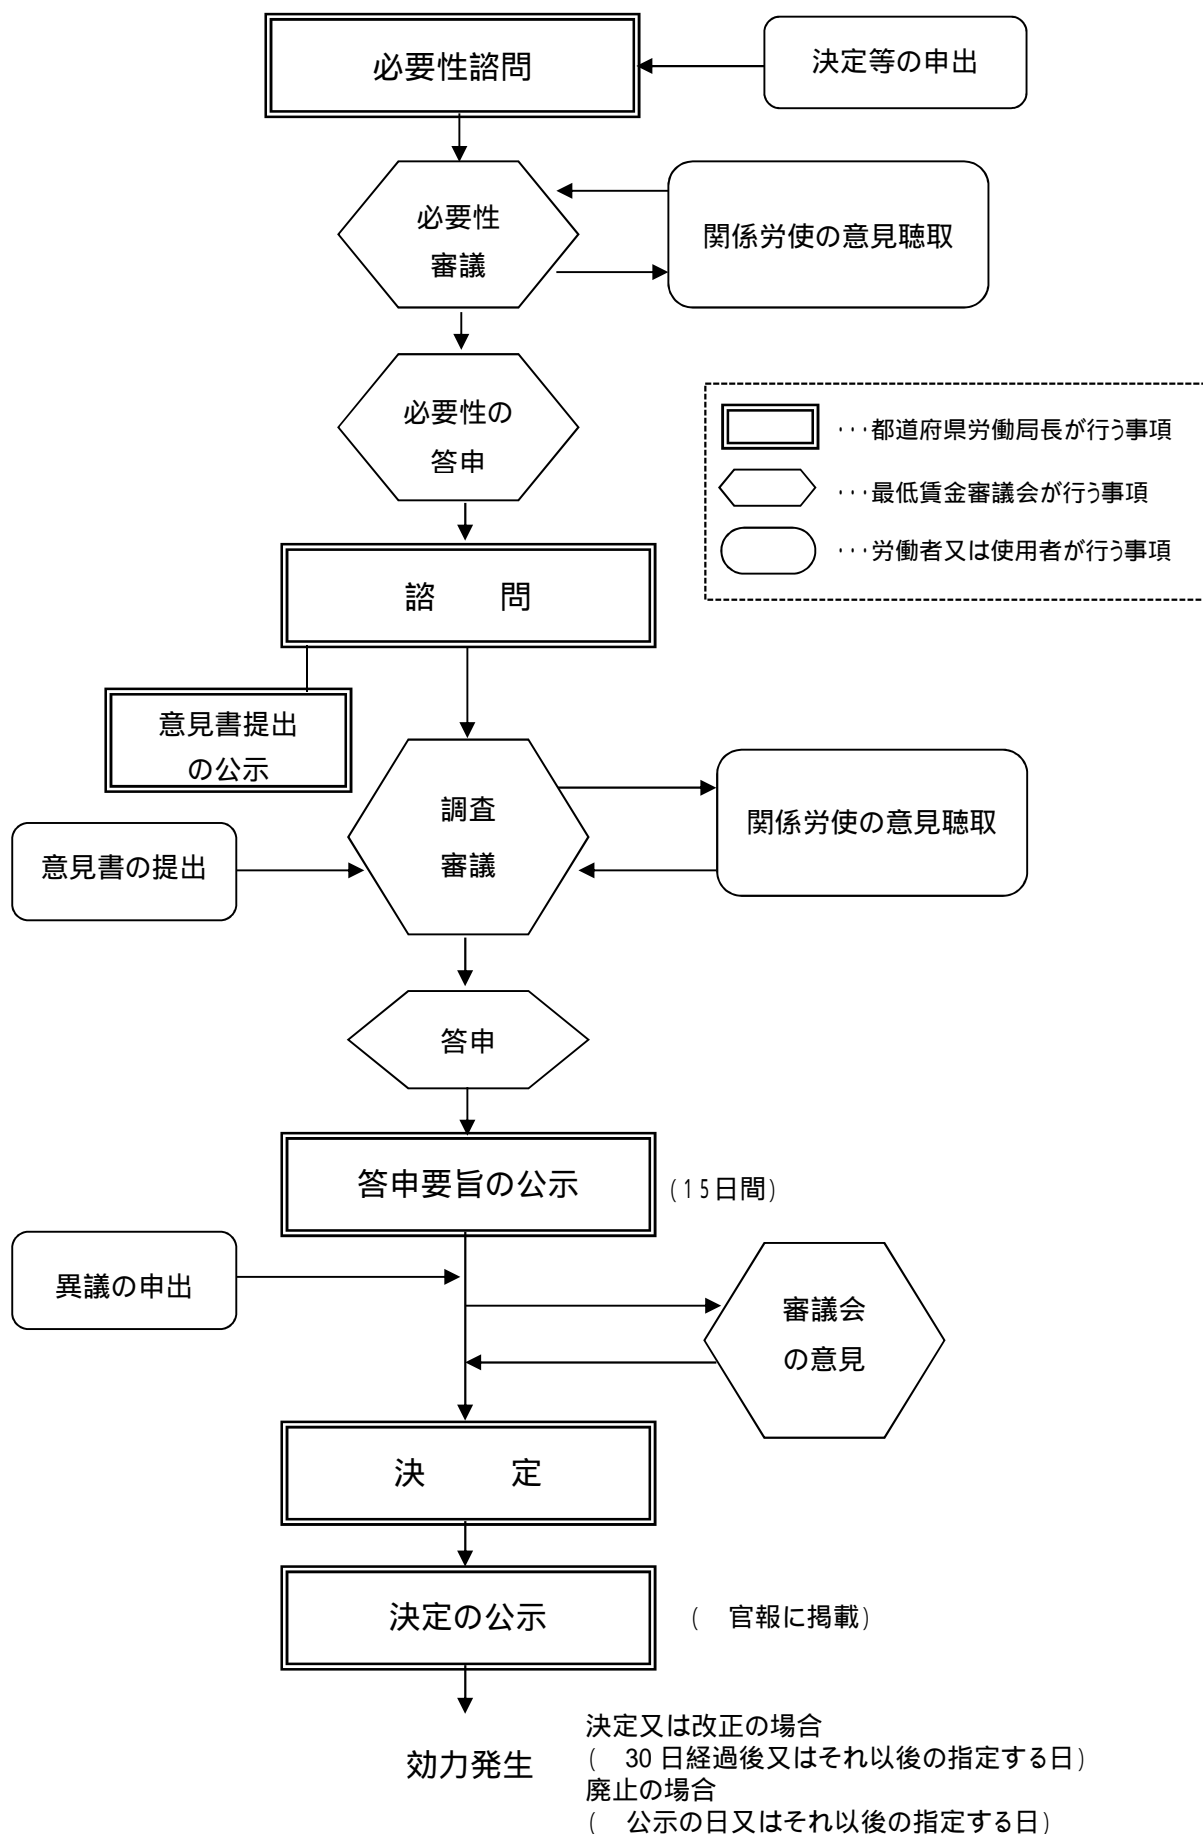 必要性諮問
決定等の申出
必要性
審議
関係労使の意見聴取
必要性の
答申
･･･都道府県労働局長が行う事項
･･･最低賃金審議会が行う事項
･･･労働者又は使用者が行う事項
諮　　問
意見書提出
の公示
調査
審議
関係労使の意見聴取
意見書の提出
答申
答申要旨の公示
(15日間)
異議の申出
審議会
の意見
決　　　定
決定の公示
(　官報に掲載)
効力発生
決定又は改正の場合
(　30 日経過後又はそれ以後の指定する日)
廃止の場合
(　公示の日又はそれ以後の指定する日)